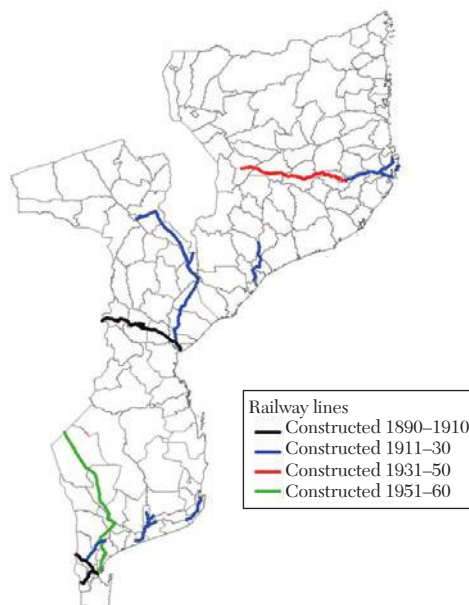 Railway lines
Constructed 1890–1910
Constructed 1911–30
Constructed 1931–50
Constructed 1951–60